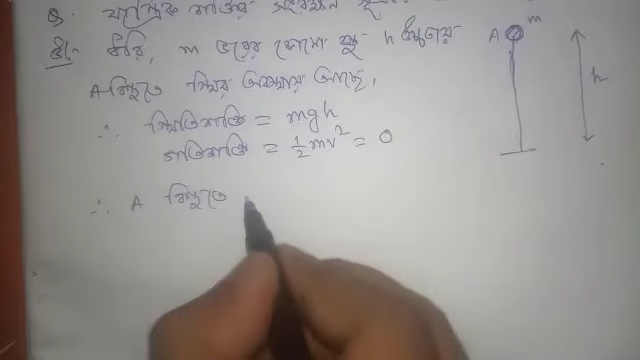 Q. যান্ত্রিক শক্তির সংরক্ষণ
উঃ- ধরি, m ভরের কোনো বস্তু h উচ্চতায়
A বিন্দুতে স্থির অবস্থায় আছে।
∴ স্থিতিশক্তি = mgh
গতিশক্তি = ½mv² = 0
∴ A বিন্দুতে
A
m
h